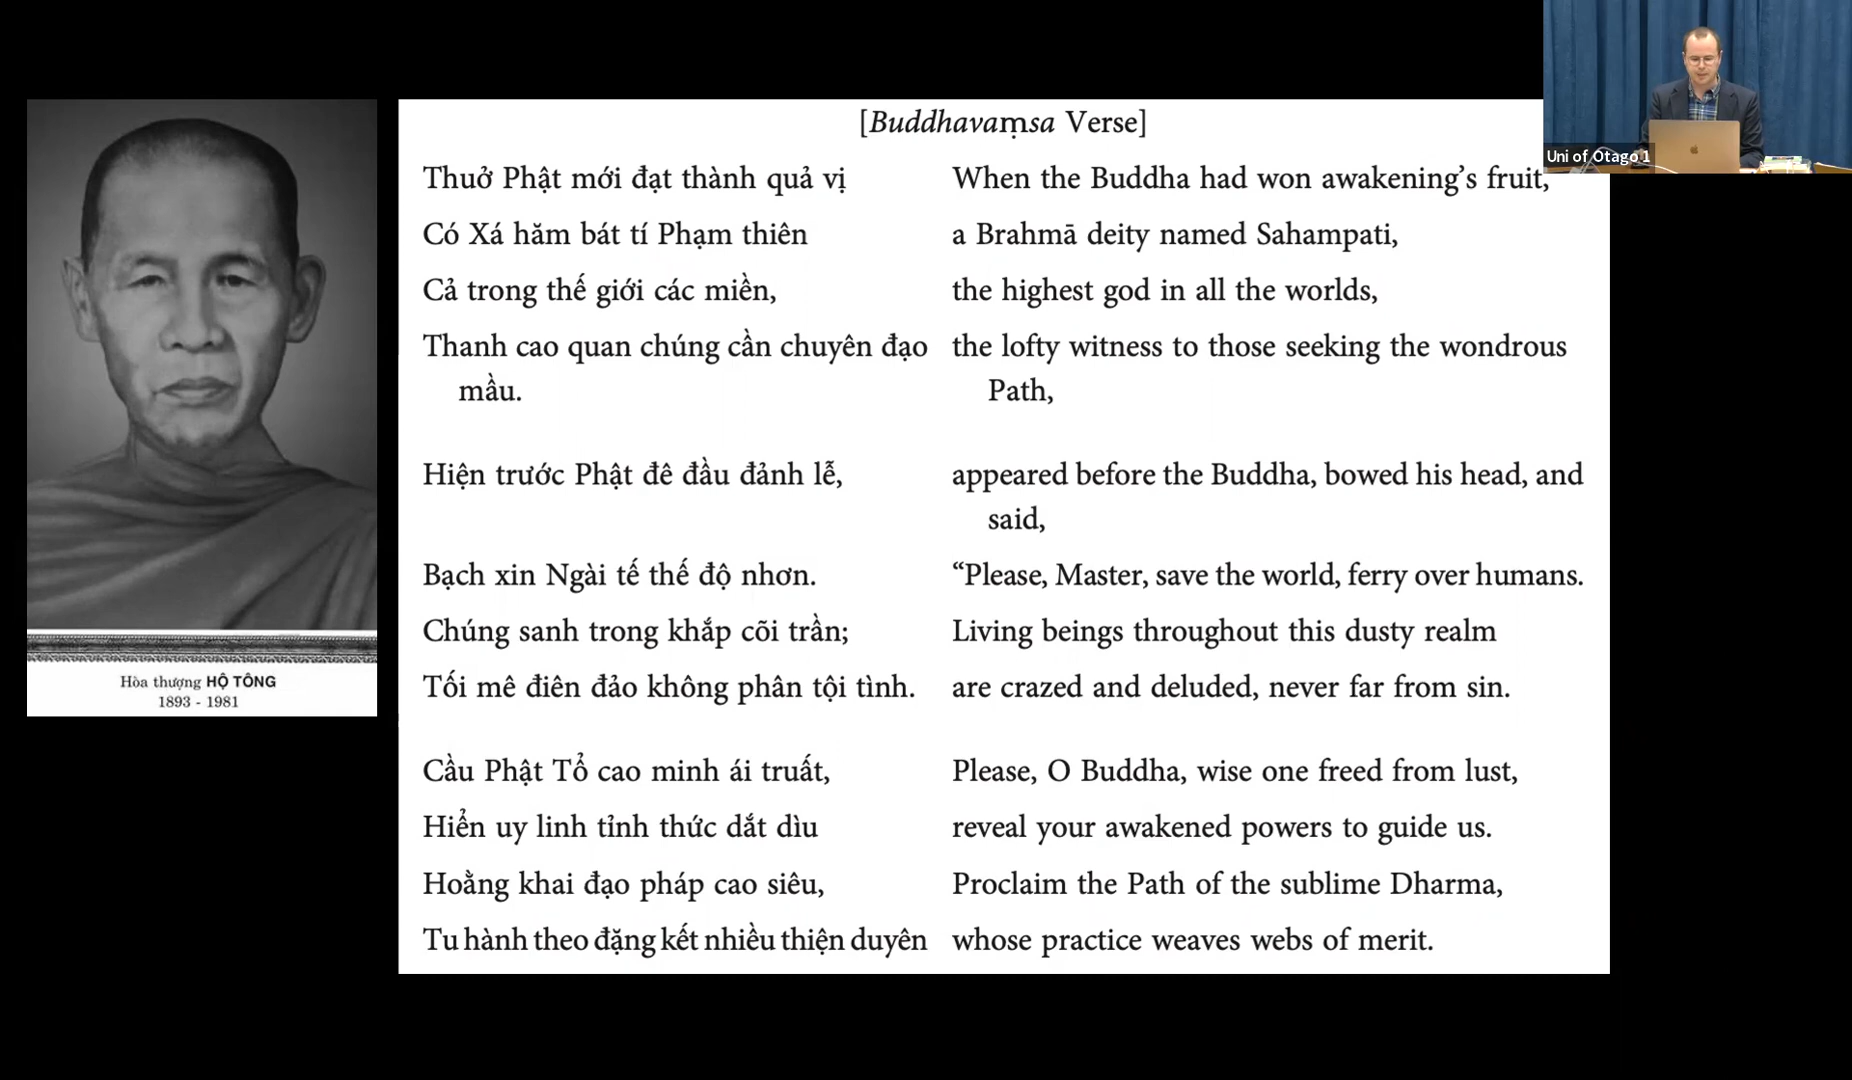 [Buddhavaṃsa Verse]
Thuở Phật mới đạt thành quả vị
Có Xá hăm bát tí Phạm thiên
Cả trong thế giới các miền,
Thanh cao quan chúng cần chuyên đạo
mầu.
Hiện trước Phật đê đầu đảnh lễ,
Bạch xin Ngài tế thế độ nhơn.
Chúng sanh trong khắp cõi trần;
Tối mê điên đảo không phân tội tình.
Cầu Phật Tổ cao minh ái truất,
Hiển uy linh tỉnh thức dắt dìu
Hoằng khai đạo pháp cao siêu,
Tu hành theo đặng kết nhiều thiện duyên
When the Buddha had won awakening’s fruit,
a Brahmā deity named Sahampati,
the highest god in all the worlds,
the lofty witness to those seeking the wondrous
Path,
appeared before the Buddha, bowed his head, and
said,
“Please, Master, save the world, ferry over humans.
Living beings throughout this dusty realm
are crazed and deluded, never far from sin.
Please, O Buddha, wise one freed from lust,
reveal your awakened powers to guide us.
Proclaim the Path of the sublime Dharma,
whose practice weaves webs of merit.
Hòa thượng HỘ TÔNG
1893 - 1981
Uni of Otago 1